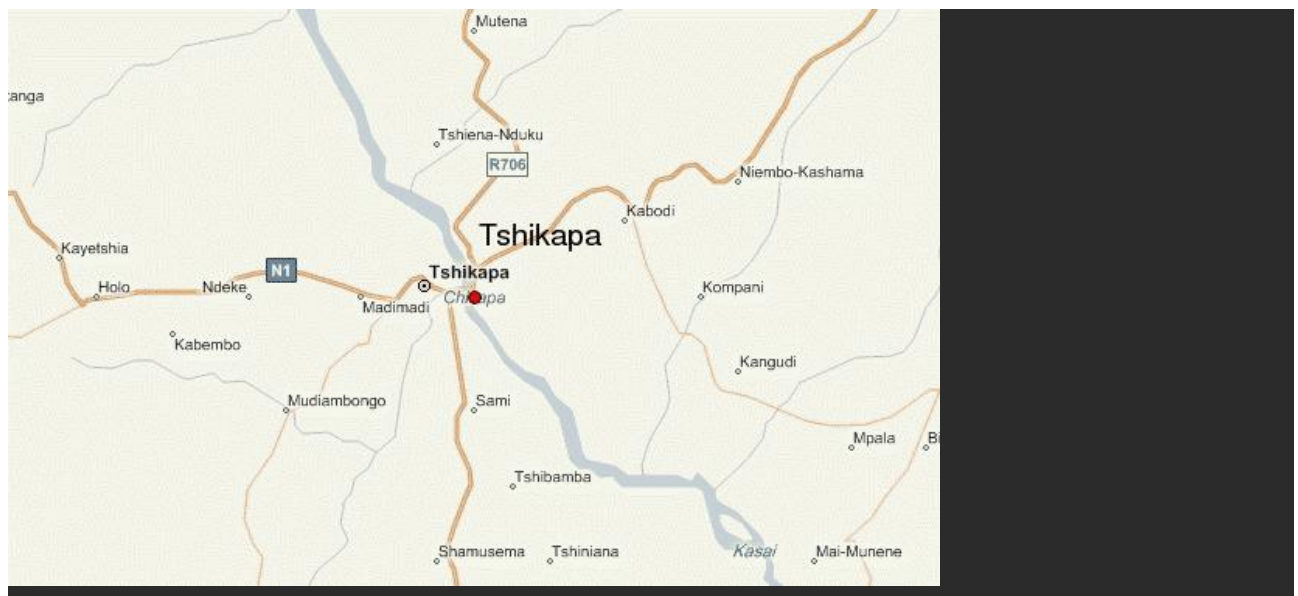 Mutena
Tshiena-Nduku
R706
Niembo-Kashama
Kabodi
Tshikapa
Kayetshia
N1
Tshikapa
Holo
Ndeke
Kompani
Madimadi
Kabembo
Kangudi
Mudiambongo
Sami
Mpala
Tshibamba
Shamusema
Tshiniana
Kasai
Mai-Munene